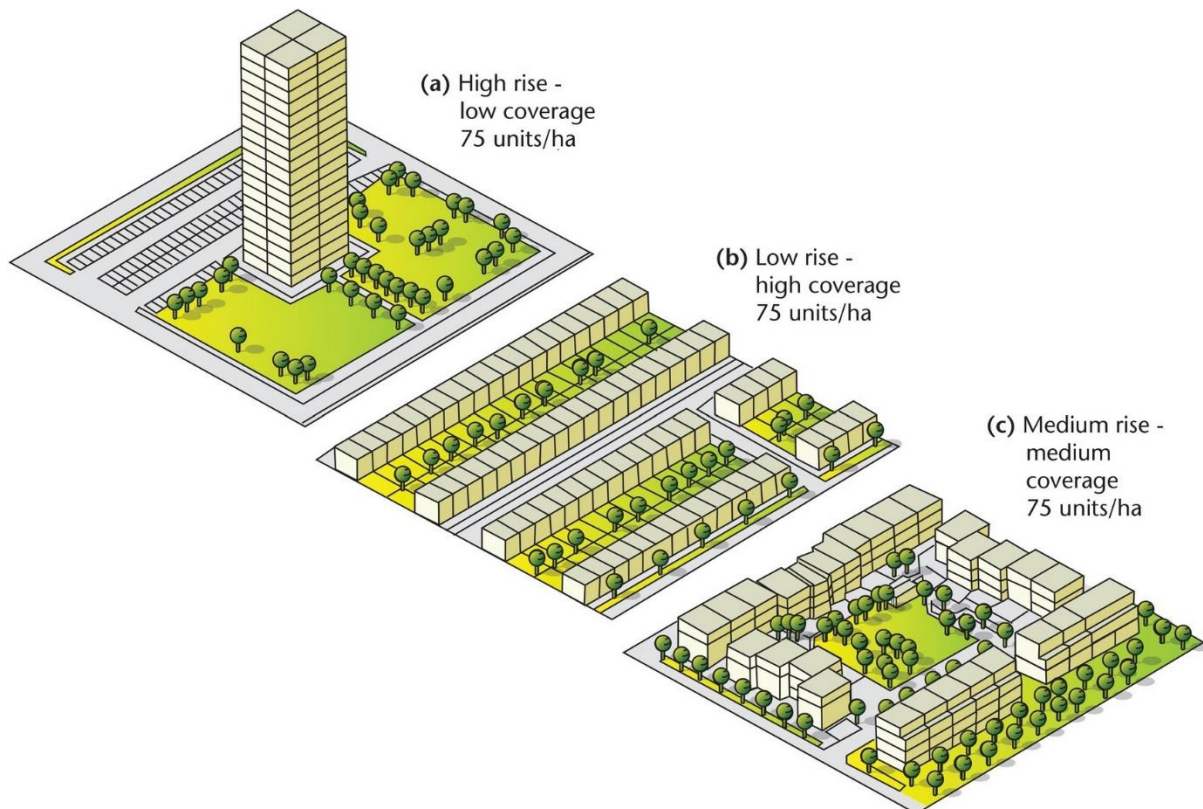 (a) High rise -
low coverage
75 units/ha
(b) Low rise -
high coverage
75 units/ha
(c) Medium rise -
medium
coverage
75 units/ha